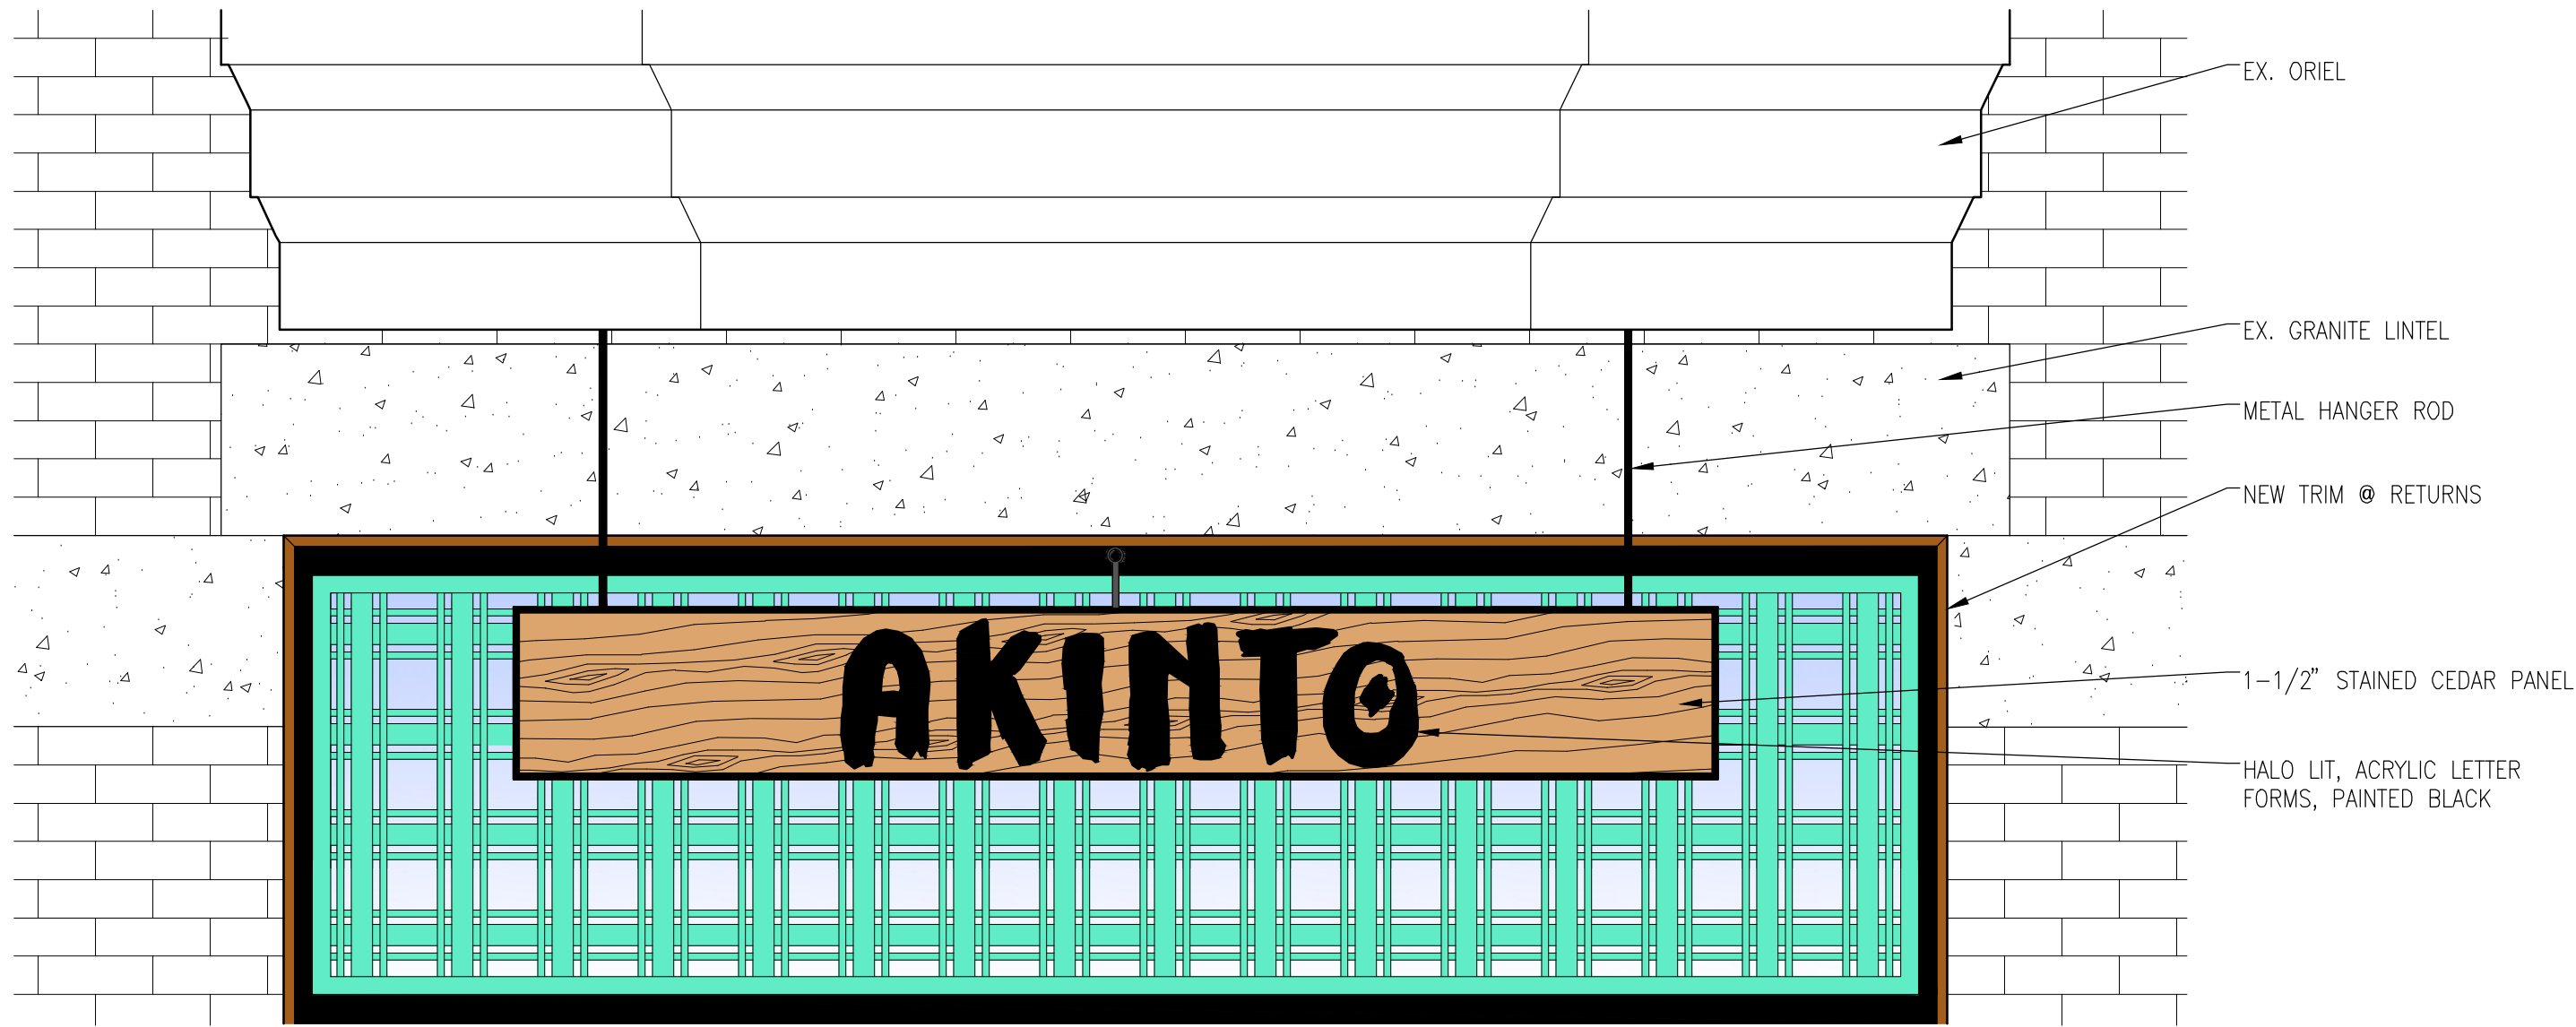 EX. ORIEL
EX. GRANITE LINTEL
METAL HANGER ROD
NEW TRIM @ RETURNS
AKINTO
1-1/2" STAINED CEDAR PANEL
HALO LIT, ACRYLIC LETTER
FORMS, PAINTED BLACK